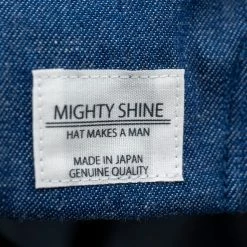 MIGHTY SHINE
HAT MAKES A MAN
MADE IN JAPAN
GENUINE QUALITY